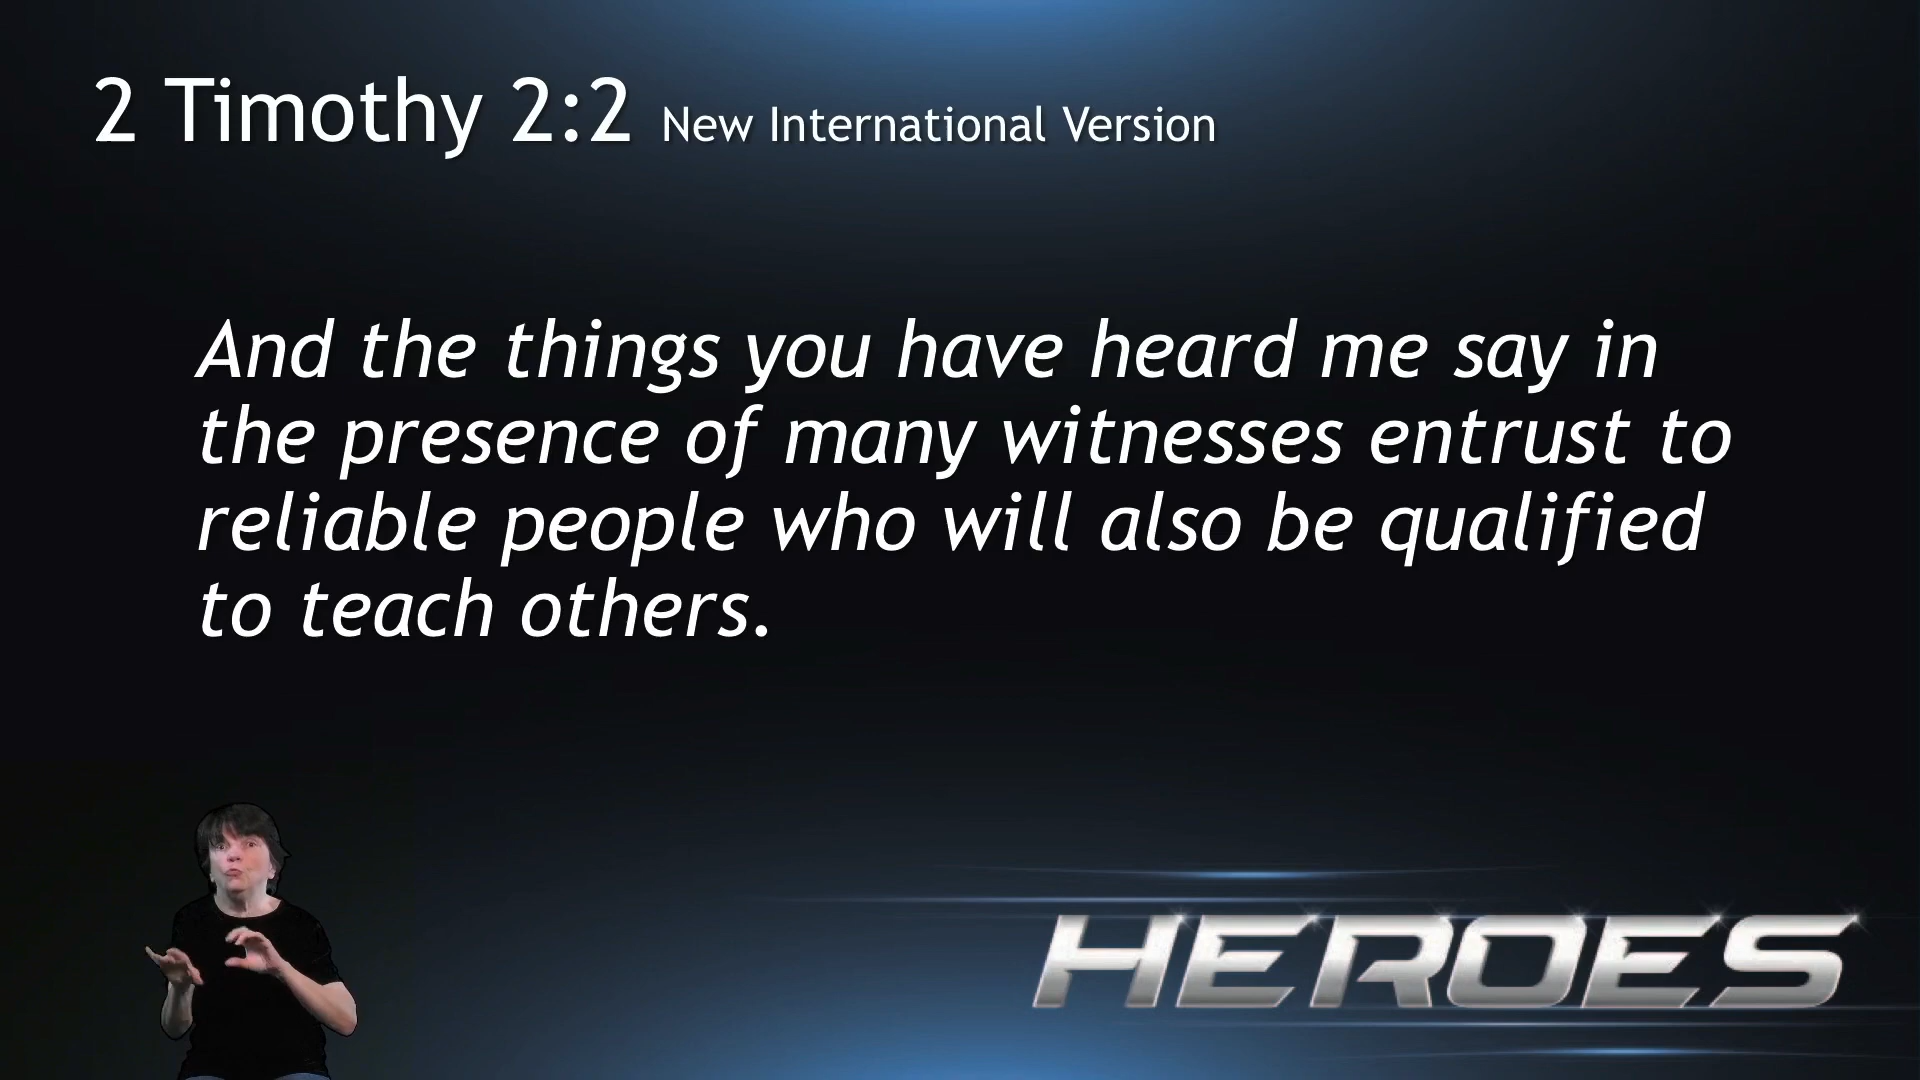 2 Timothy 2:2 New International Version
And the things you have heard me say in
the presence of many witnesses entrust to
reliable people who will also be qualified
to teach others.
HEROES